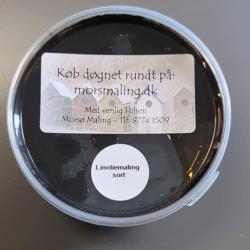 Køb døgnet rundt på:
morsmaling.dk
Med venlig Hilsen
Morsø Maling - Tlf: 9774 1509
Linoliemaling
sort